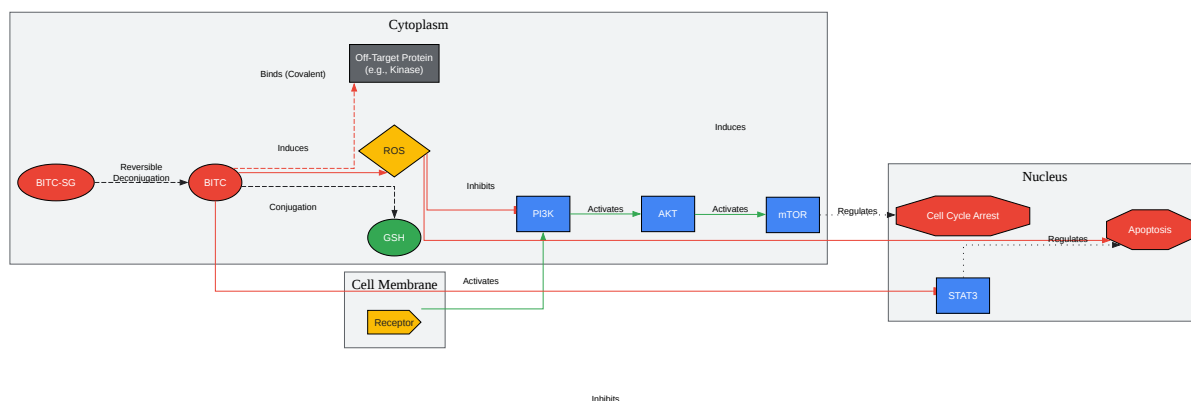 Cytoplasm
Off-Target Protein
(e.g., Kinase)
Binds (Covalent)
Induces
Induces
ROS
Reversible
Deconjugation
BITC-SG
BITC
Inhibits
Conjugation
GSH
PI3K
Activates
AKT
Activates
mTOR
Regulates
Nucleus
Cell Cycle Arrest
Apoptosis
Regulates
STAT3
Cell Membrane
Activates
Receptor
Inhibits